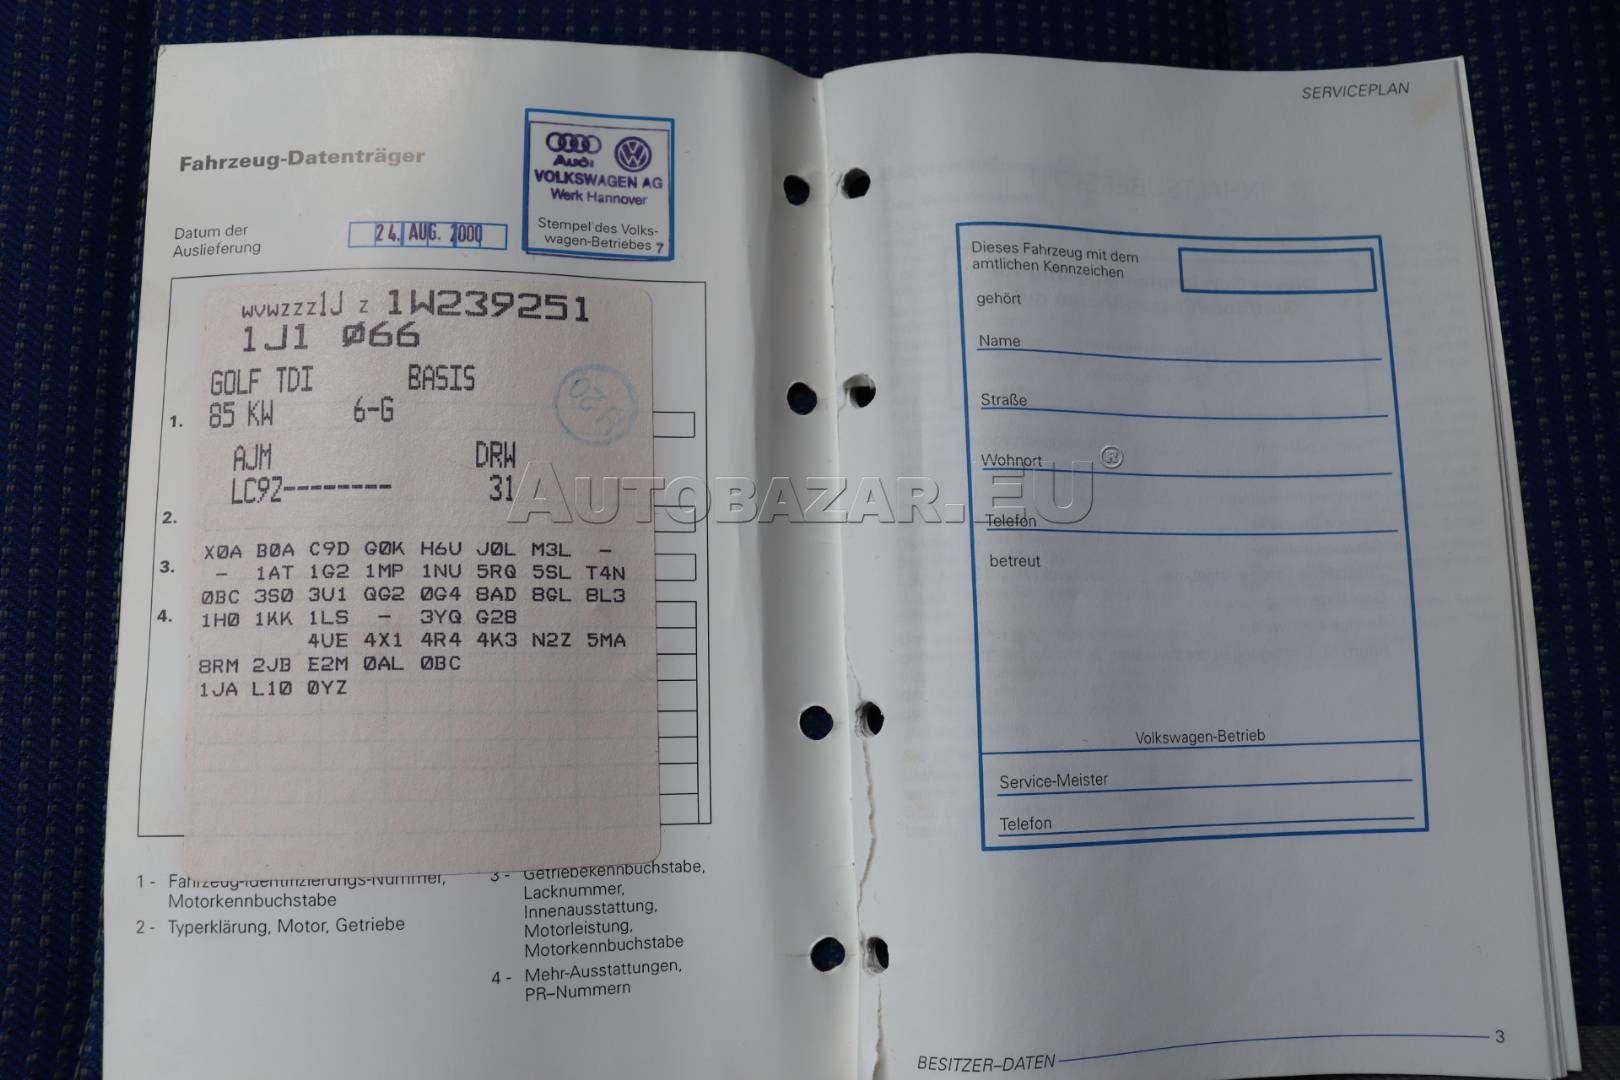 Fahrzeug-Datenträger
Audi
VOLKSWAGEN AG
Werk Hannover
Stempel des Volks-
wagen-Betriebes 7
Datum der
Auslieferung
24. AUG. 2000
WVWZZZ1J Z 1W239251
1J1 066
GOLF TDI BASIS
85 KW 6-G
AJM DRW
LC9Z-------- 31
X0A B0A C9D G0K H6U J0L M3L -
- 1AT 1G2 1MP 1NU 5RQ 5SL T4N
0BC 3S0 3U1 QG2 0G4 8AD 8GL 8L3
1H0 1KK 1LS - 3YQ G28
4UE 4X1 4R4 4K3 N2Z 5MA
8RM 2JB E2M 0AL 0BC
1JA L10 0YZ
1.
2.
3.
4.
1 - Fahrzeug-Identifizierungs-Nummer,
Motorkennbuchstabe
2 - Typerklärung, Motor, Getriebe
3 - Getriebekennbuchstabe,
Lacknummer,
Innenausstattung,
Motorleistung,
Motorkennbuchstabe
4 - Mehr-Ausstattungen,
PR-Nummern
AUTOBAZAR.EU®
SERVICEPLAN
Dieses Fahrzeug mit dem
amtlichen Kennzeichen
gehört
Name
Straße
Wohnort
Telefon
betreut
Volkswagen-Betrieb
Service-Meister
Telefon
BESITZER-DATEN
3